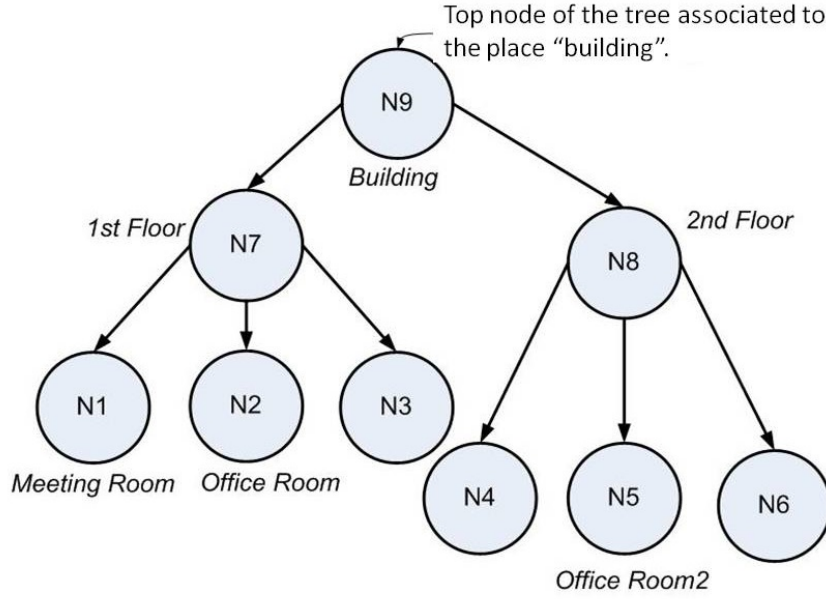 Top node of the tree associated to
the place “building”.
N9
Building
1st Floor
N7
2nd Floor
N8
N1
N2
N3
Meeting Room
Office Room
N4
N5
N6
Office Room2